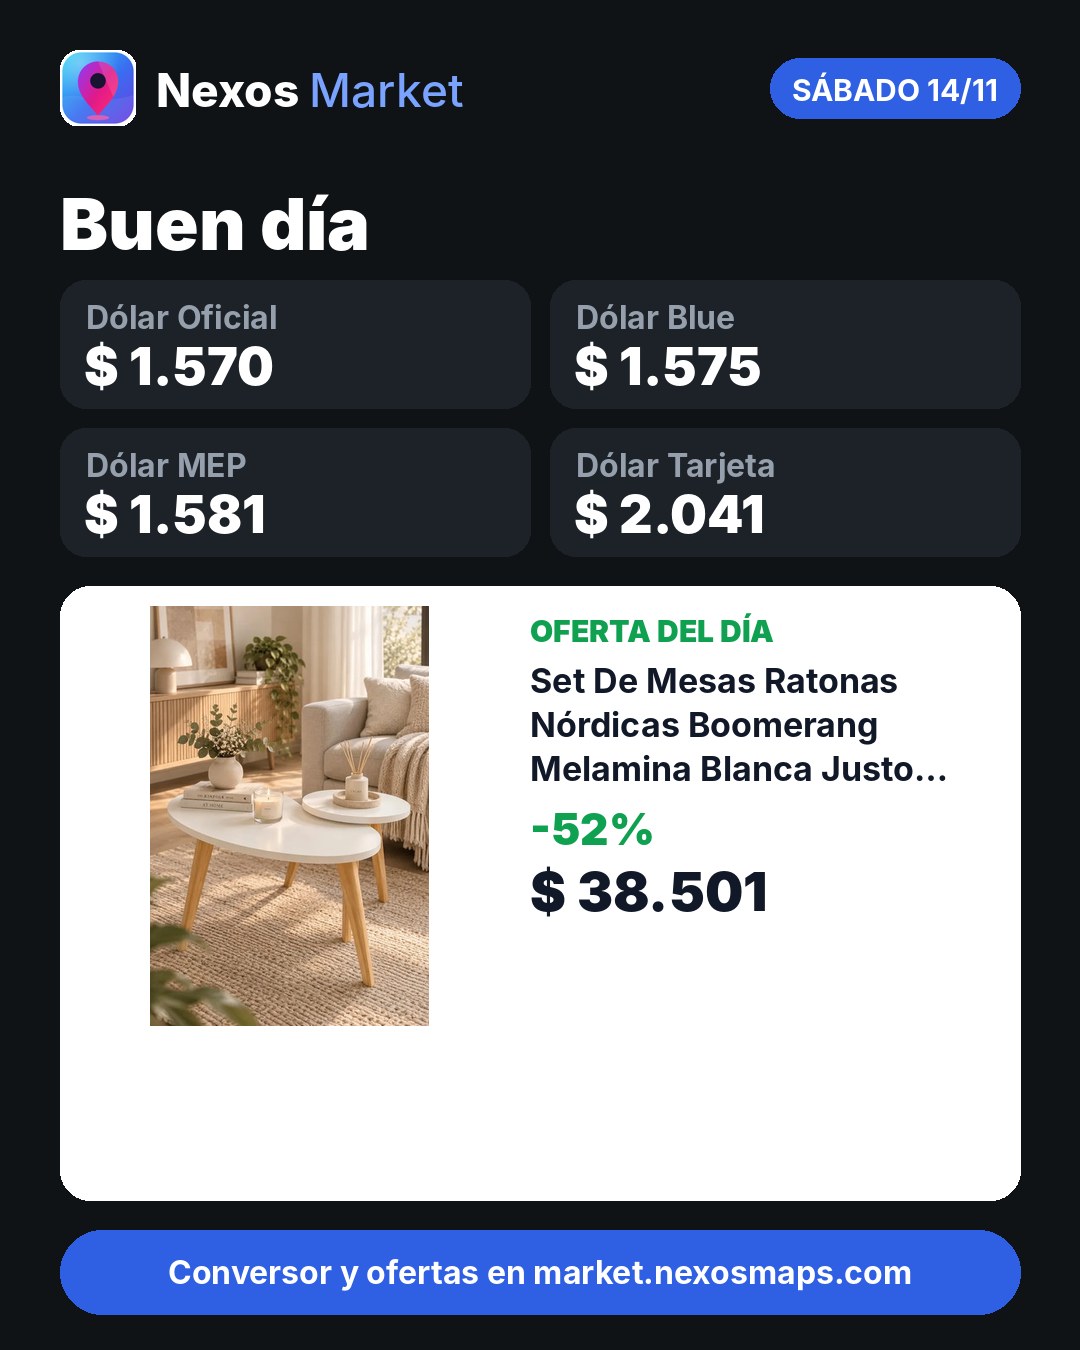 Nexos Market
SÁBADO 14/11
Buen día
Dólar Oficial
$ 1.570
Dólar Blue
$ 1.575
Dólar MEP
$ 1.581
Dólar Tarjeta
$ 2.041
OFERTA DEL DÍA
Set De Mesas Ratonas
Nórdicas Boomerang
Melamina Blanca Justo...
-52%
$ 38.501
Conversor y ofertas en market.nexosmaps.com